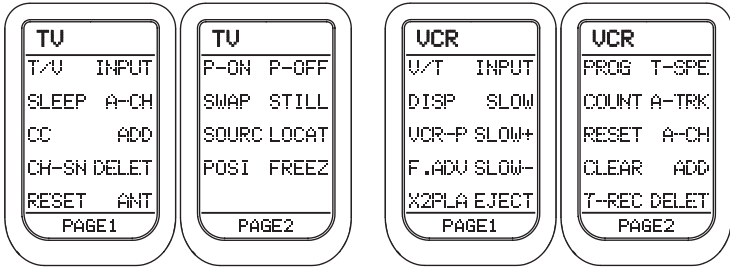 TV
T/V INPUT
SLEEP A-CH
CC ADD
CH-SN DELET
RESET ANT
PAGE1
TV
P-ON P-OFF
SWAP STILL
SOURC LOCAT
POSI FREEZ
PAGE2
VCR
V/T INPUT
DISP SLOW
VCR-P SLOW+
F.ADV SLOW-
X2PLA EJECT
PAGE1
VCR
PROG T-SPE
COUNT A-TRK
RESET A-CH
CLEAR ADD
T-REC DELET
PAGE2